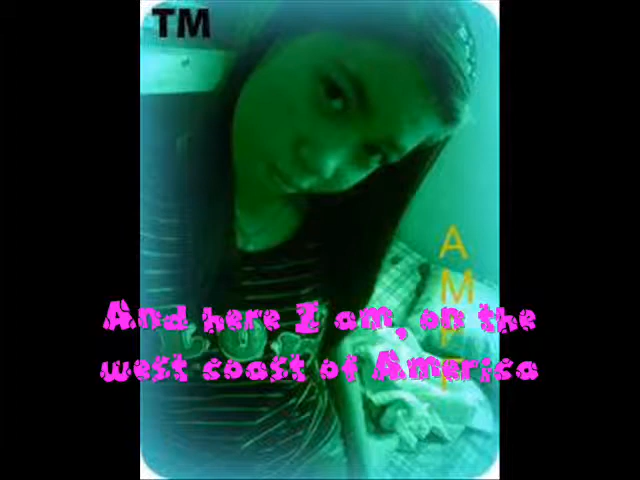 TM
And here I am, on the
west coast of America